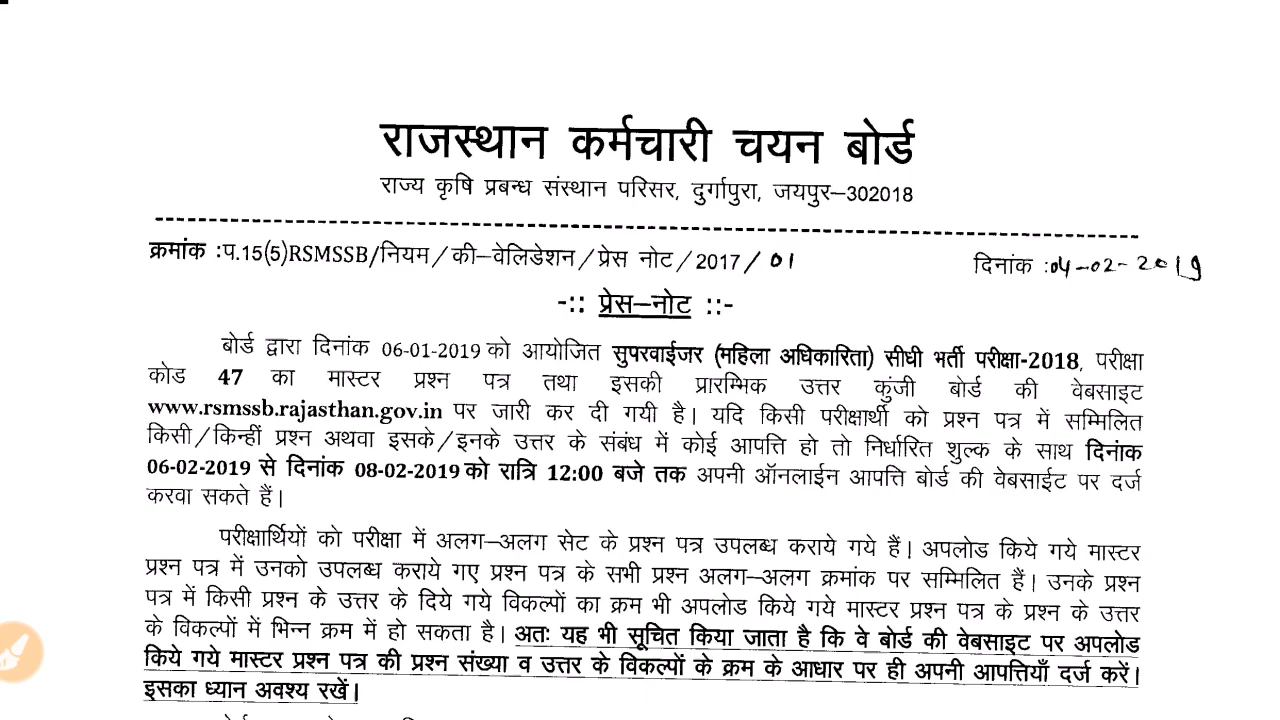 राजस्थान कर्मचारी चयन बोर्ड
राज्य कृषि प्रबन्ध संस्थान परिसर, दुर्गापुरा, जयपुर–302018
क्रमांक :प.15(5)RSMSSB/नियम/की–वेलिडेशन/प्रेस नोट/2017/01 दिनांक :04-02-2019
-:: प्रेस–नोट ::-
बोर्ड द्वारा दिनांक 06-01-2019 को आयोजित सुपरवाईजर (महिला अधिकारिता) सीधी भर्ती परीक्षा-2018, परीक्षा
कोड 47 का मास्टर प्रश्न पत्र तथा इसकी प्रारम्भिक उत्तर कुंजी बोर्ड की वेबसाइट
www.rsmssb.rajasthan.gov.in पर जारी कर दी गयी है। यदि किसी परीक्षार्थी को प्रश्न पत्र में सम्मिलित
किसी/किन्हीं प्रश्न अथवा इसके/इनके उत्तर के संबंध में कोई आपत्ति हो तो निर्धारित शुल्क के साथ दिनांक
06-02-2019 से दिनांक 08-02-2019 को रात्रि 12:00 बजे तक अपनी ऑनलाईन आपत्ति बोर्ड की वेबसाईट पर दर्ज
करवा सकते हैं।
परीक्षार्थियों को परीक्षा में अलग–अलग सेट के प्रश्न पत्र उपलब्ध कराये गये हैं। अपलोड किये गये मास्टर
प्रश्न पत्र में उनको उपलब्ध कराये गए प्रश्न पत्र के सभी प्रश्न अलग–अलग क्रमांक पर सम्मिलित हैं। उनके प्रश्न
पत्र में किसी प्रश्न के उत्तर के दिये गये विकल्पों का क्रम भी अपलोड किये गये मास्टर प्रश्न पत्र के प्रश्न के उत्तर
के विकल्पों में भिन्न क्रम में हो सकता है। अतः यह भी सूचित किया जाता है कि वे बोर्ड की वेबसाइट पर अपलोड
किये गये मास्टर प्रश्न पत्र की प्रश्न संख्या व उत्तर के विकल्पों के क्रम के आधार पर ही अपनी आपत्तियाँ दर्ज करें।
इसका ध्यान अवश्य रखें।